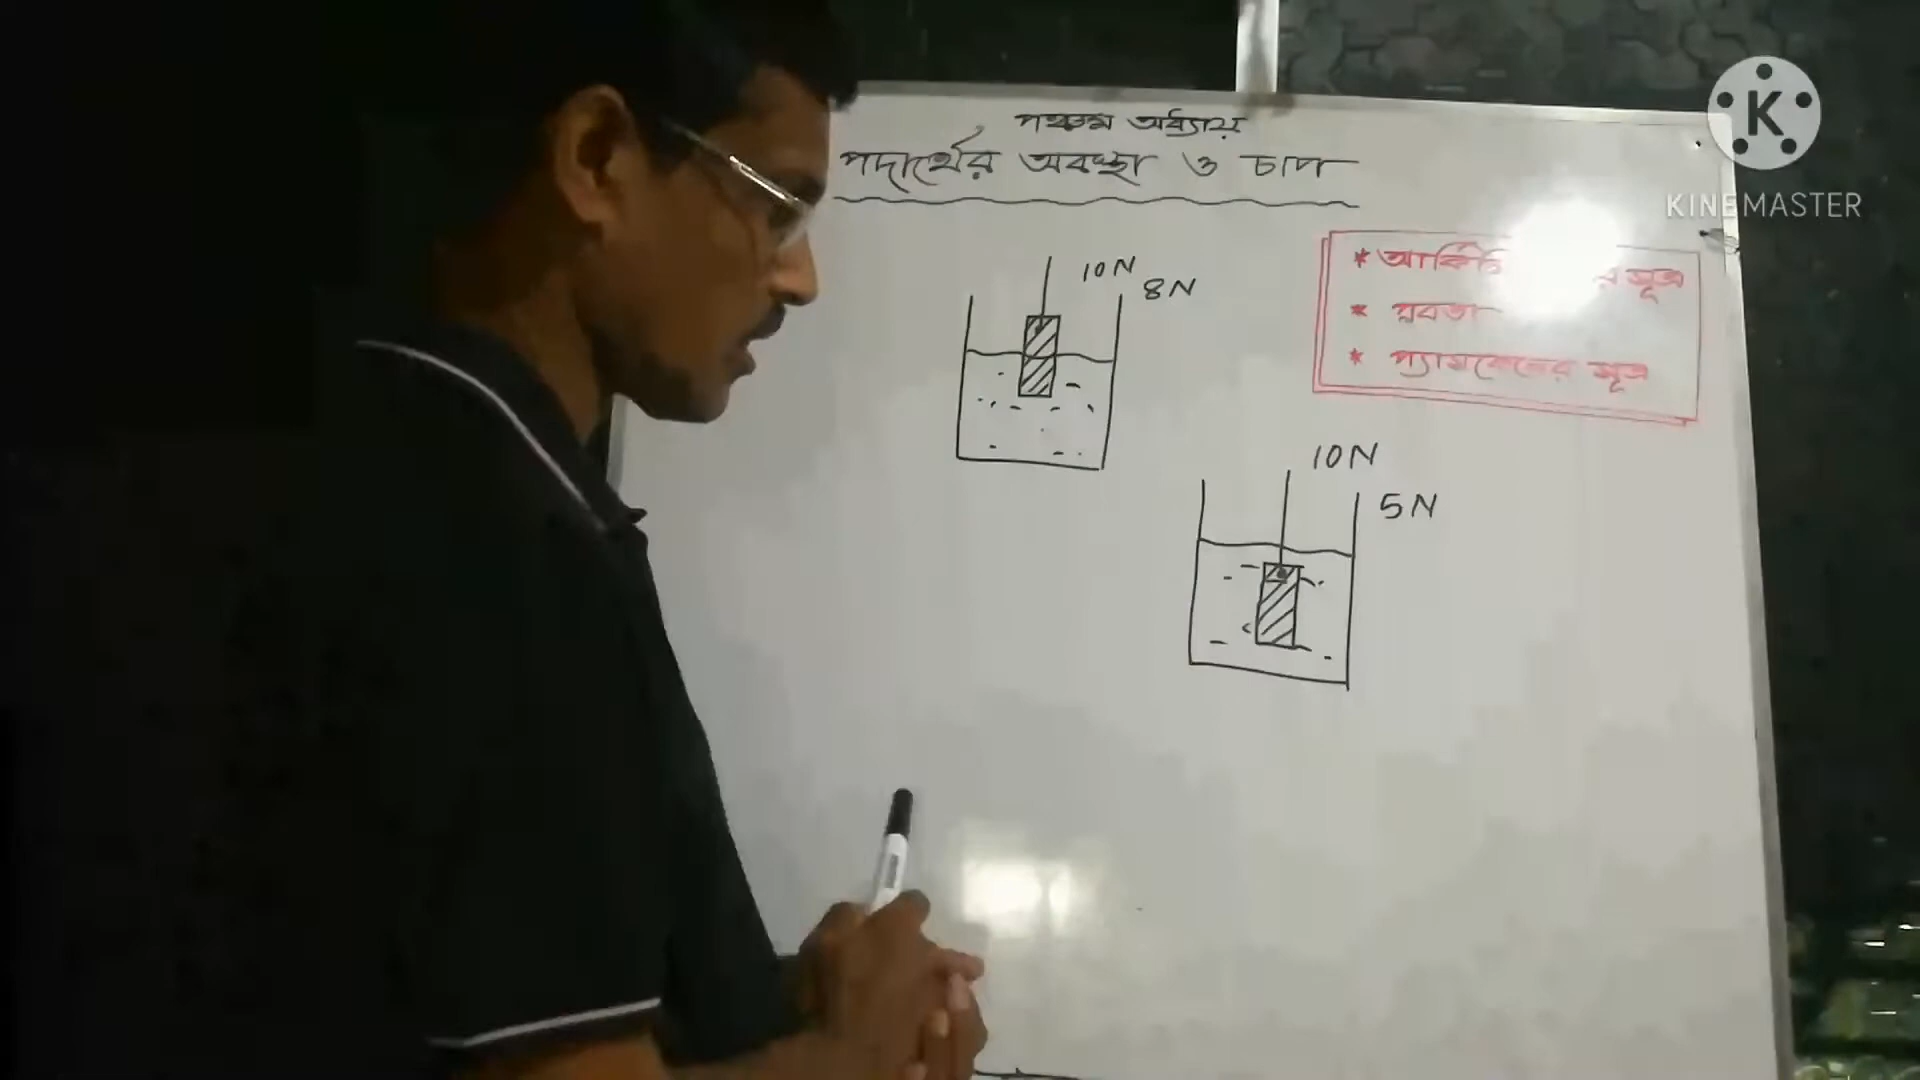 পঞ্চম অধ্যায়
পদার্থের অবস্থা ও চাপ
K
KINEMASTER
10N
8N
* সূত্র
* প্লবতা
* প্যাসকেলের সূত্র
10N
5N